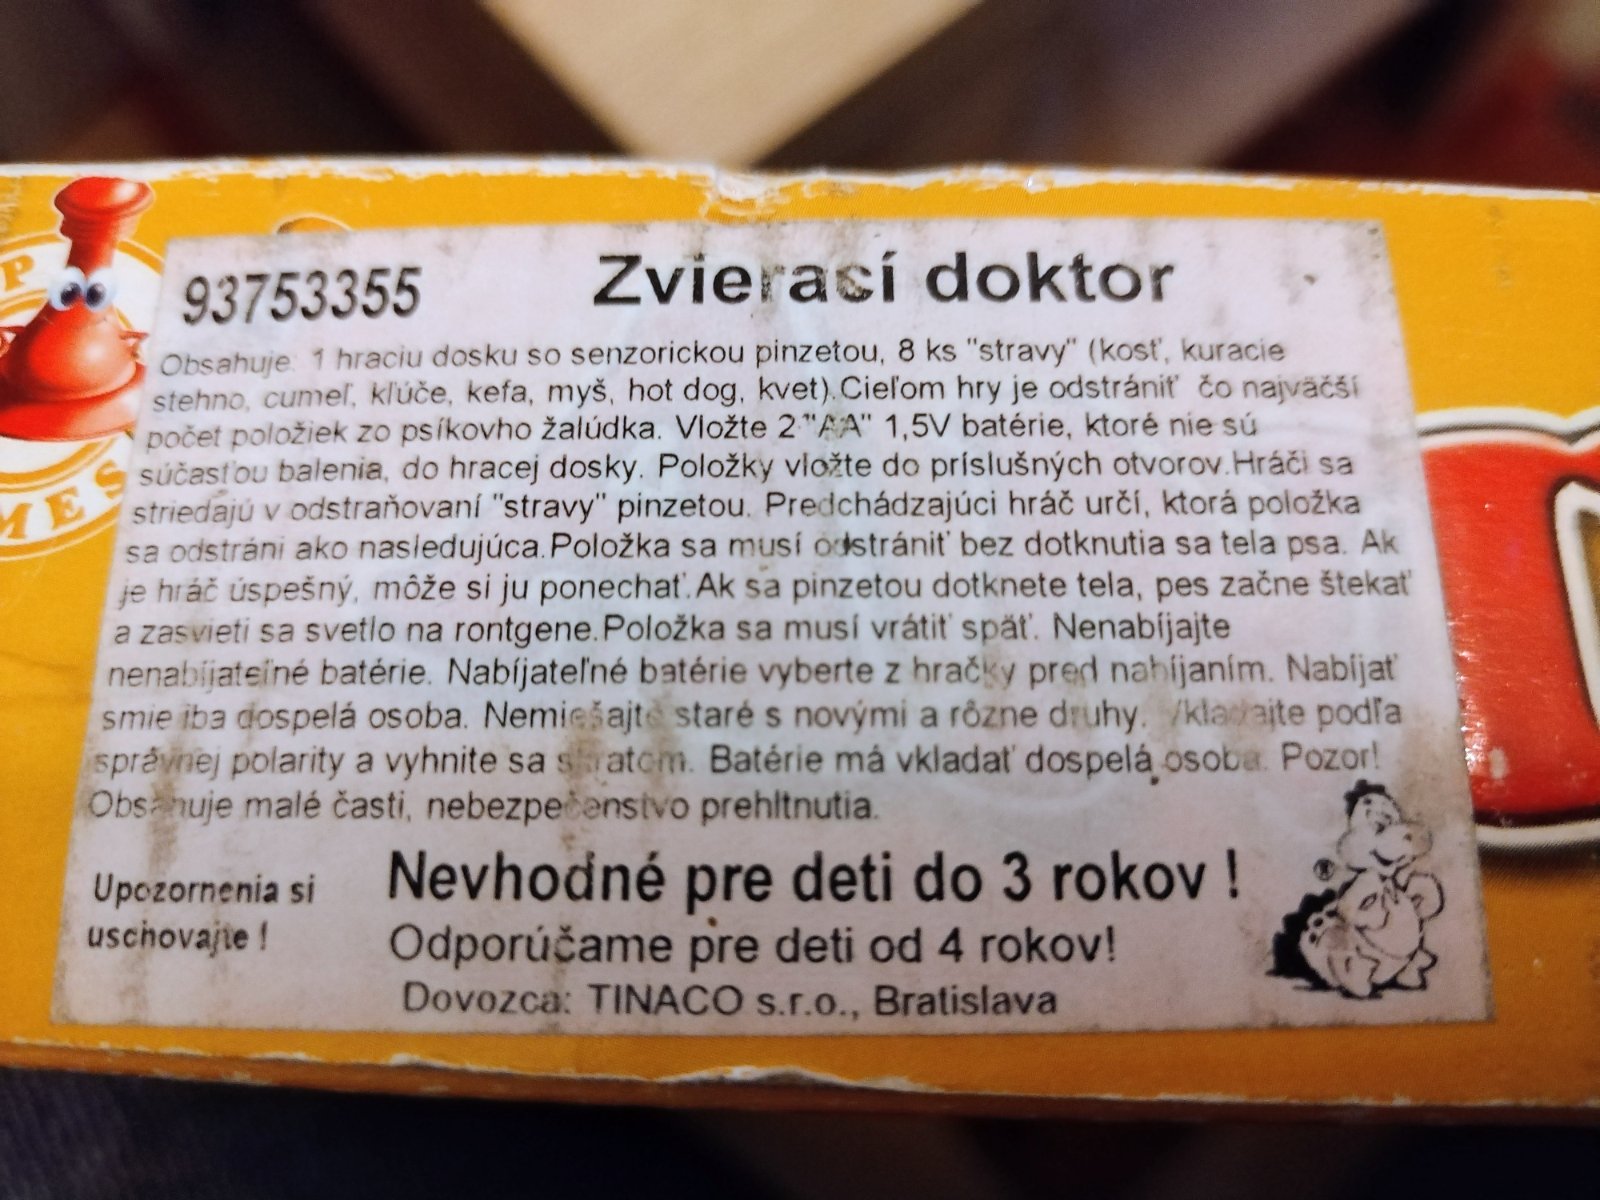 93753355
Zvierací doktor
Obsahuje: 1 hraciu dosku so senzorickou pinzetou, 8 ks "stravy" (kosť, kuracie
stehno, cumeľ, kľúče, kefa, myš, hot dog, kvet).Cieľom hry je odstrániť čo najväčší
počet položiek zo psíkovho žalúdka. Vložte 2 "AA" 1,5V batérie, ktoré nie sú
súčasťou balenia, do hracej dosky. Položky vložte do príslušných otvorov.Hráči sa
striedajú v odstraňovaní "stravy" pinzetou. Predchádzajúci hráč určí, ktorá položka
sa odstráni ako nasledujúca.Položka sa musí odstrániť bez dotknutia sa tela psa. Ak
je hráč úspešný, môže si ju ponechať.Ak sa pinzetou dotknete tela, pes začne štekať
a zasvieti sa svetlo na rontgene.Položka sa musí vrátiť späť. Nenabíjajte
nenabíjateľné batérie. Nabíjateľné batérie vyberte z hračky pred nabíjaním. Nabíjať
smie iba dospelá osoba. Nemiešajte staré s novými a rôzne druhy. Vkladajte podľa
správnej polarity a vyhnite sa skratom. Batérie má vkladať dospelá osoba. Pozor!
Obsahuje malé časti, nebezpečenstvo prehltnutia.
Upozornenia si
uschovajte !
Nevhodné pre deti do 3 rokov !
Odporúčame pre deti od 4 rokov!
Dovozca: TINACO s.r.o., Bratislava